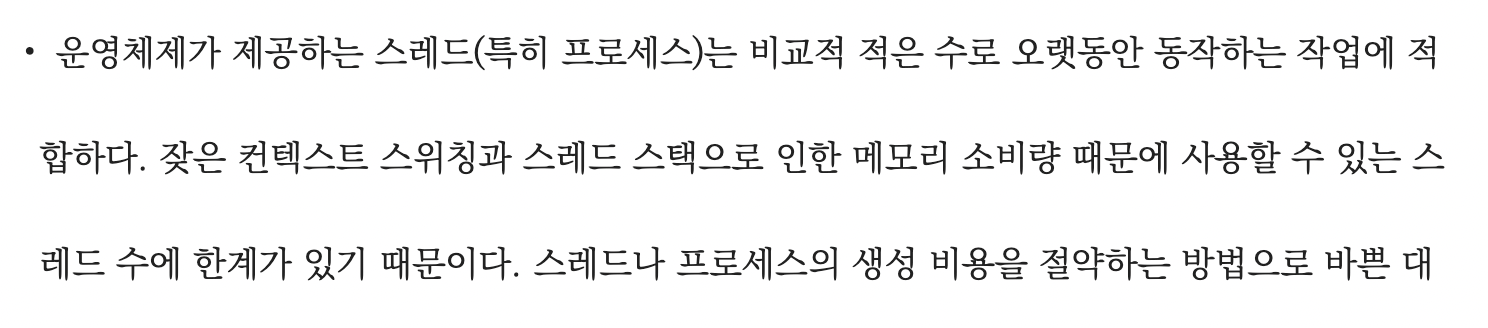 • 운영체제가 제공하는 스레드(특히 프로세스)는 비교적 적은 수로 오랫동안 동작하는 작업에 적
합하다. 잦은 컨텍스트 스위칭과 스레드 스택으로 인한 메모리 소비량 때문에 사용할 수 있는 스
레드 수에 한계가 있기 때문이다. 스레드나 프로세스의 생성 비용을 절약하는 방법으로 바쁜 대